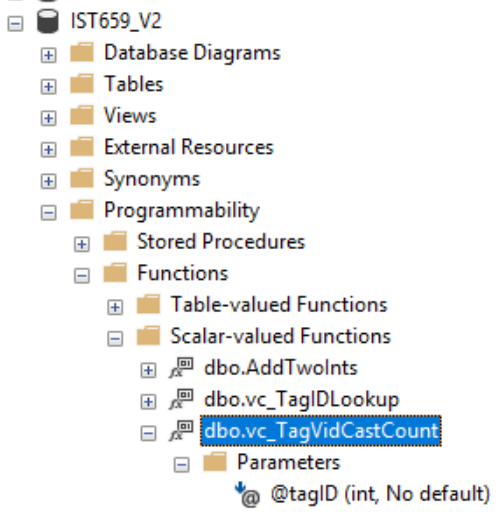 IST659_V2
Database Diagrams
Tables
Views
External Resources
Synonyms
Programmability
Stored Procedures
Functions
Table-valued Functions
Scalar-valued Functions
dbo.AddTwoInts
dbo.vc_TagIDLookup
dbo.vc_TagVidCastCount
Parameters
@tagID (int, No default)